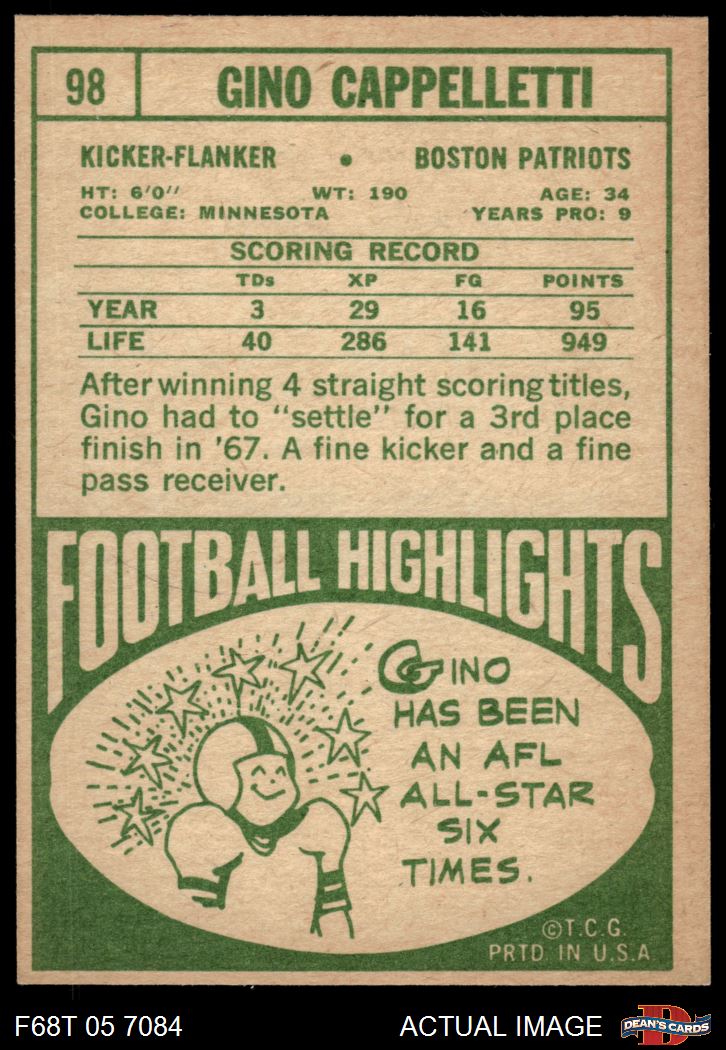 98 GINO CAPPELLETTI
KICKER-FLANKER • BOSTON PATRIOTS
HT: 6'0" WT: 190 AGE: 34
COLLEGE: MINNESOTA YEARS PRO: 9
SCORING RECORD
TDs XP FG POINTS
YEAR 3 29 16 95
LIFE 40 286 141 949
After winning 4 straight scoring titles,
Gino had to "settle" for a 3rd place
finish in '67. A fine kicker and a fine
pass receiver.
FOOTBALL HIGHLIGHTS
GINO
HAS BEEN
AN AFL
ALL-STAR
SIX
TIMES.
©T.C.G.
PRTD. IN U.S.A
F68T 05 7084 ACTUAL IMAGE D DEAN'S CARDS